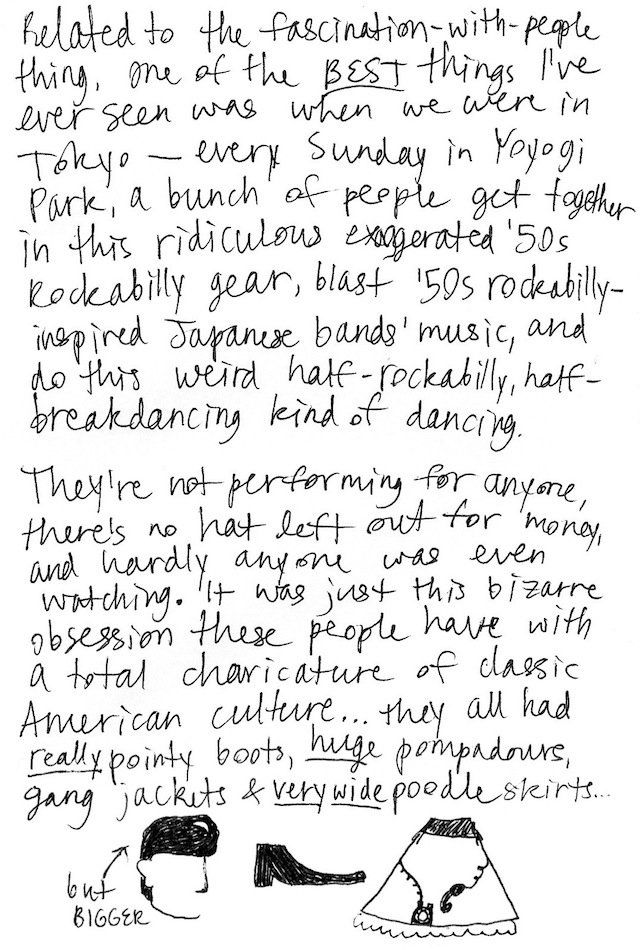 Related to the fascination-with-people
thing, one of the BEST things I've
ever seen was when we were in
Tokyo — every Sunday in Yoyogi
Park, a bunch of people get together
in this ridiculous exaggerated '50s
Rockabilly gear, blast '50s rockabilly-
inspired Japanese bands' music, and
do this weird half-rockabilly, half-
breakdancing kind of dancing.
They're not performing for anyone,
there's no hat left out for money,
and hardly anyone was even
watching. It was just this bizarre
obsession these people have with
a total charicature of classic
American culture... they all had
really pointy boots, huge pompadours,
gang jackets & very wide poodle skirts...
but
BIGGER